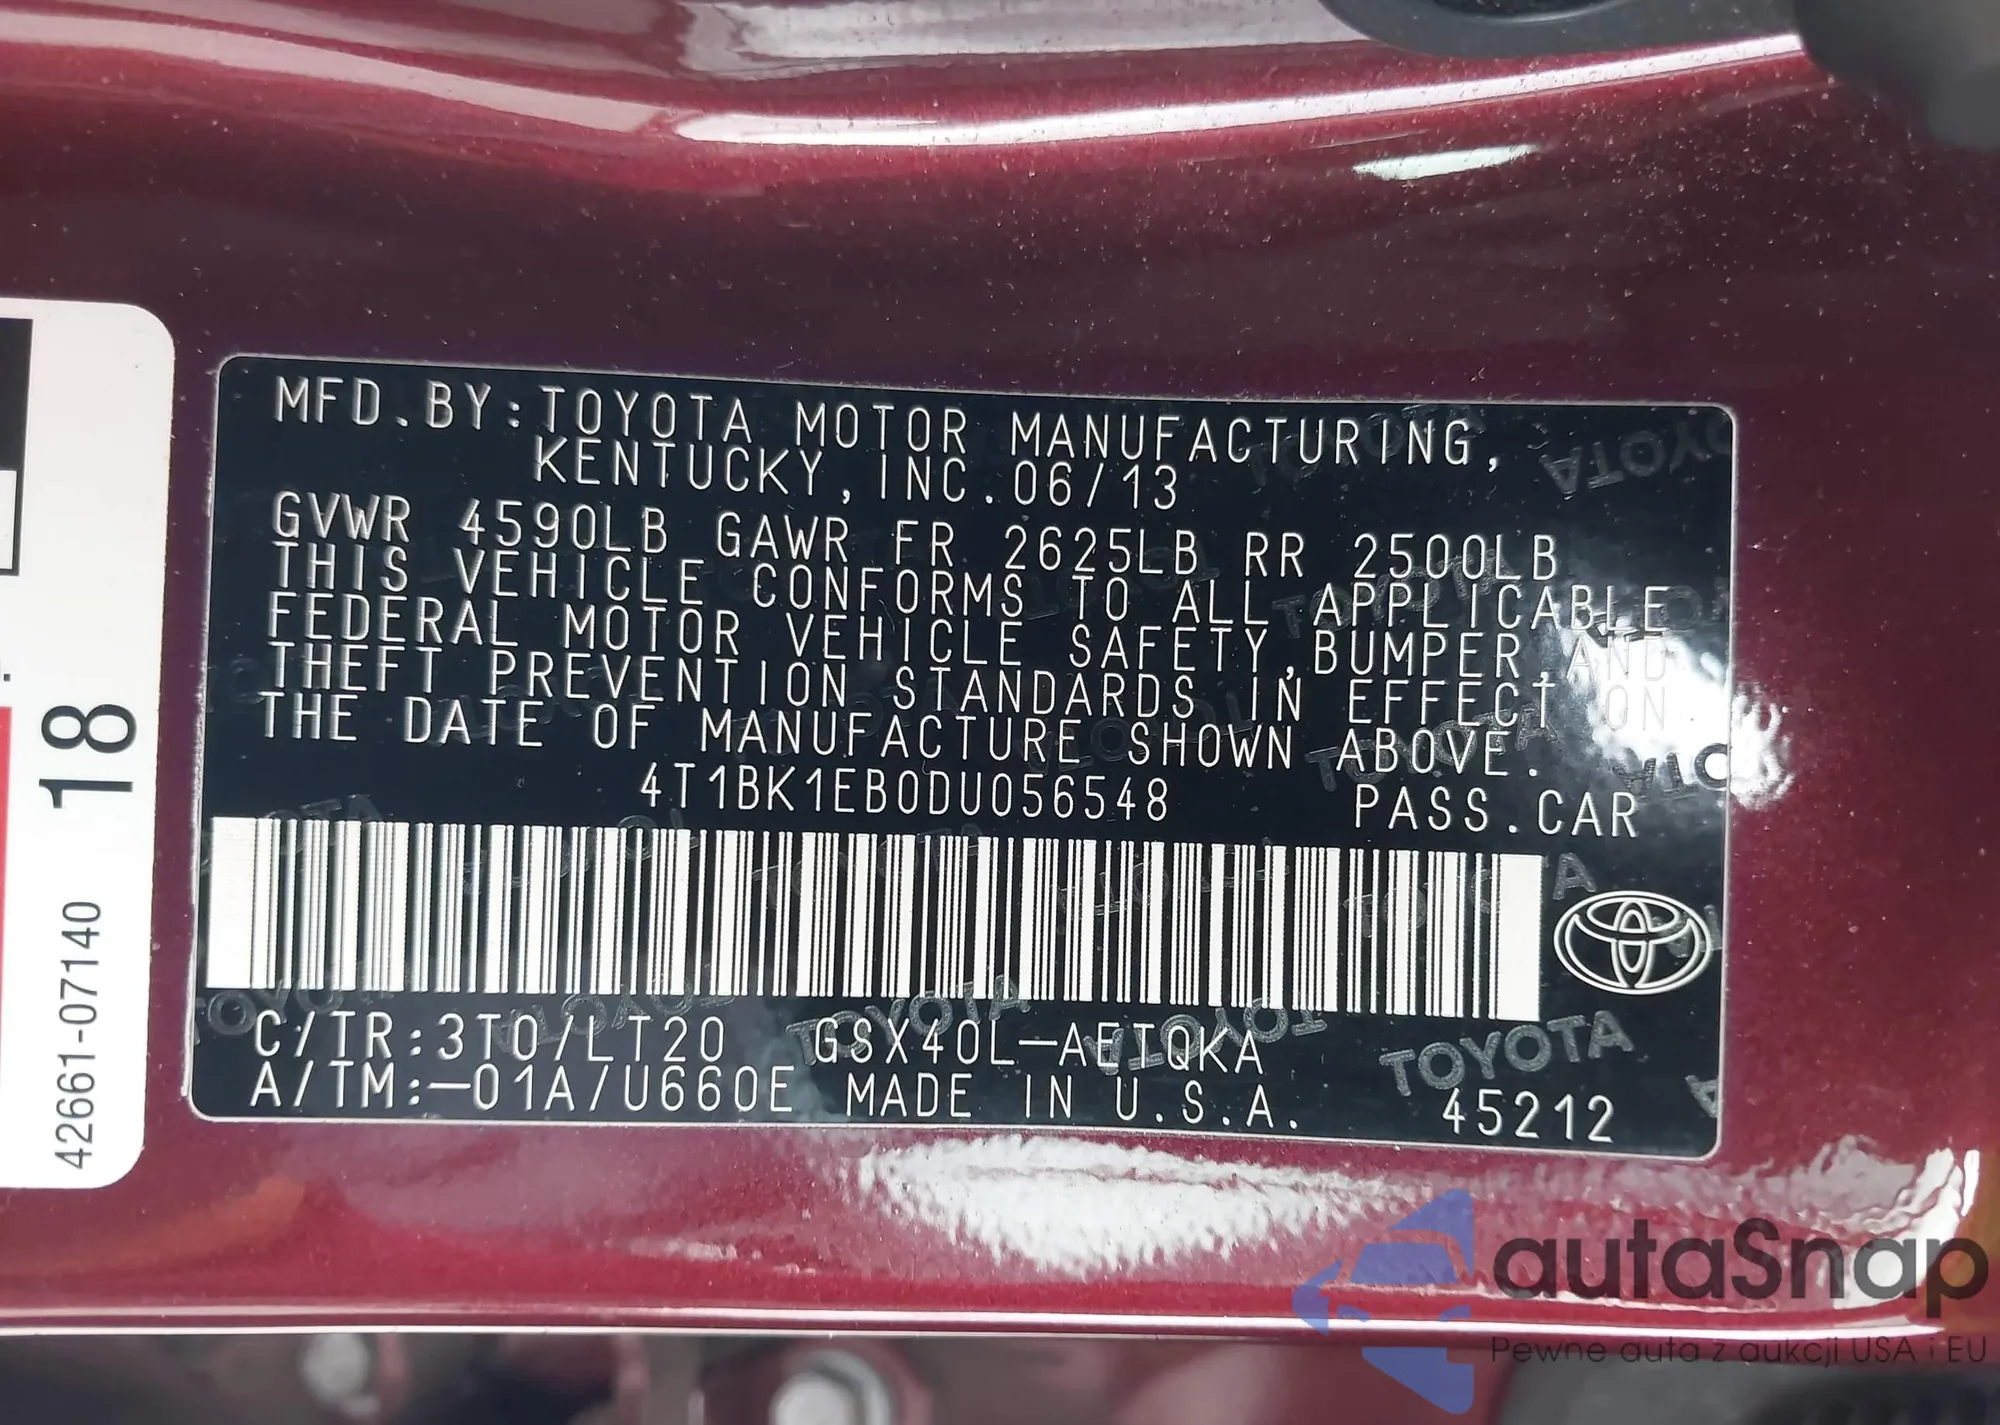 MFD.BY:TOYOTA MOTOR MANUFACTURING,
KENTUCKY, INC. 06/13
GVWR 4590LB GAWR FR 2625LB RR 2500LB
THIS VEHICLE CONFORMS TO ALL APPLICABLE
FEDERAL MOTOR VEHICLE SAFETY,BUMPER,AND
THEFT PREVENTION STANDARDS IN EFFECT ON
THE DATE OF MANUFACTURE SHOWN ABOVE.
4T1BK1EB0DU056548 PASS.CAR
C/TR:3T0/LT20 GSX40L-AETQKA
A/TM:-01A/U660E MADE IN U.S.A. 45212
TOYOTA
18
42661-07140
autaSnap
Pewne auta z aukcji USA i EU